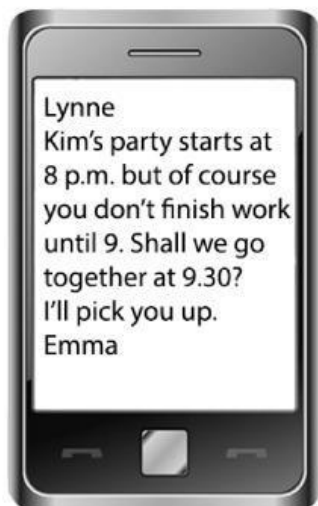 Lynne
Kim's party starts at
8 p.m. but of course
you don't finish work
until 9. Shall we go
together at 9.30?
I'll pick you up.
Emma